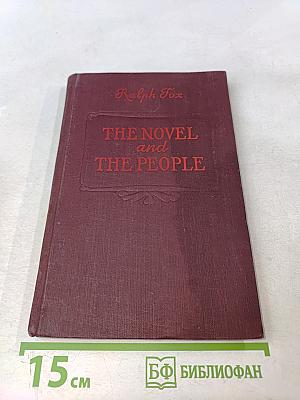 Ralph Fox
THE NOVEL
and
THE PEOPLE
15 см
БФ БИБЛИОФАН